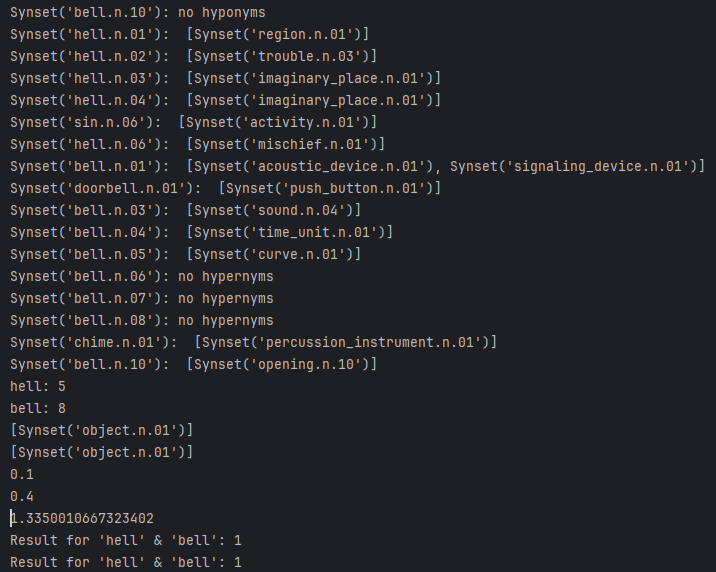 Synset('bell.n.10'): no hyponyms
Synset('hell.n.01'):  [Synset('region.n.01')]
Synset('hell.n.02'):  [Synset('trouble.n.03')]
Synset('hell.n.03'):  [Synset('imaginary_place.n.01')]
Synset('hell.n.04'):  [Synset('imaginary_place.n.01')]
Synset('sin.n.06'):  [Synset('activity.n.01')]
Synset('hell.n.06'):  [Synset('mischief.n.01')]
Synset('bell.n.01'):  [Synset('acoustic_device.n.01'), Synset('signaling_device.n.01')]
Synset('doorbell.n.01'):  [Synset('push_button.n.01')]
Synset('bell.n.03'):  [Synset('sound.n.04')]
Synset('bell.n.04'):  [Synset('time_unit.n.01')]
Synset('bell.n.05'):  [Synset('curve.n.01')]
Synset('bell.n.06'): no hypernyms
Synset('bell.n.07'): no hypernyms
Synset('bell.n.08'): no hypernyms
Synset('chime.n.01'):  [Synset('percussion_instrument.n.01')]
Synset('bell.n.10'):  [Synset('opening.n.10')]
hell: 5
bell: 8
[Synset('object.n.01')]
[Synset('object.n.01')]
0.1
0.4
1.3350010667323402
Result for 'hell' & 'bell': 1
Result for 'hell' & 'bell': 1